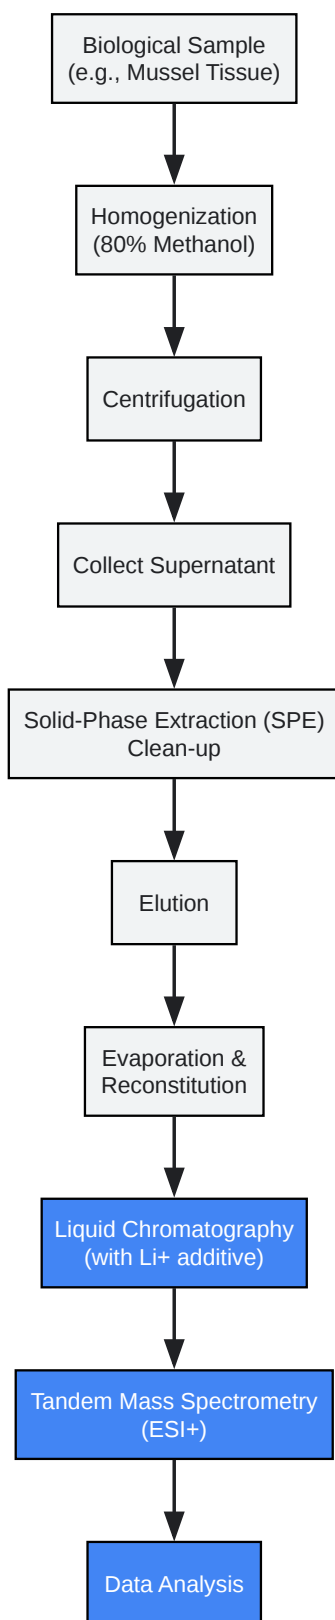 Biological Sample
(e.g., Mussel Tissue)
Homogenization
(80% Methanol)
Centrifugation
Collect Supernatant
Solid-Phase Extraction (SPE)
Clean-up
Elution
Evaporation &
Reconstitution
Liquid Chromatography
(with Li+ additive)
Tandem Mass Spectrometry
(ESI+)
Data Analysis